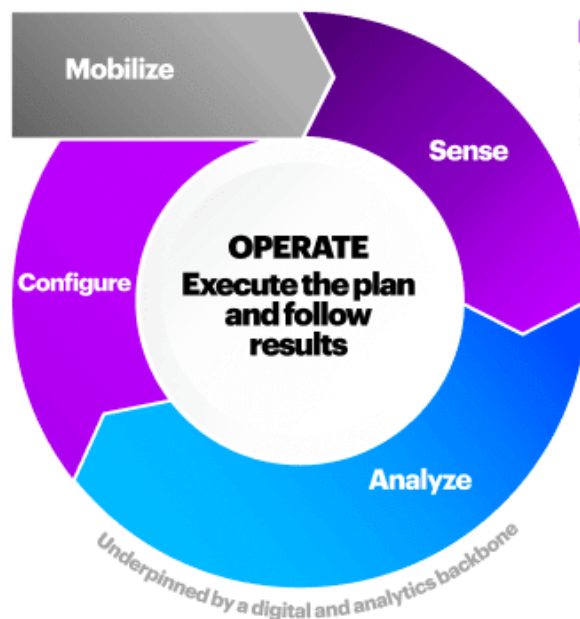 Mobilize
Sense
Configure
OPERATE
Execute the plan
and follow
results
Analyze
Underpinned by a digital and analytics backbone